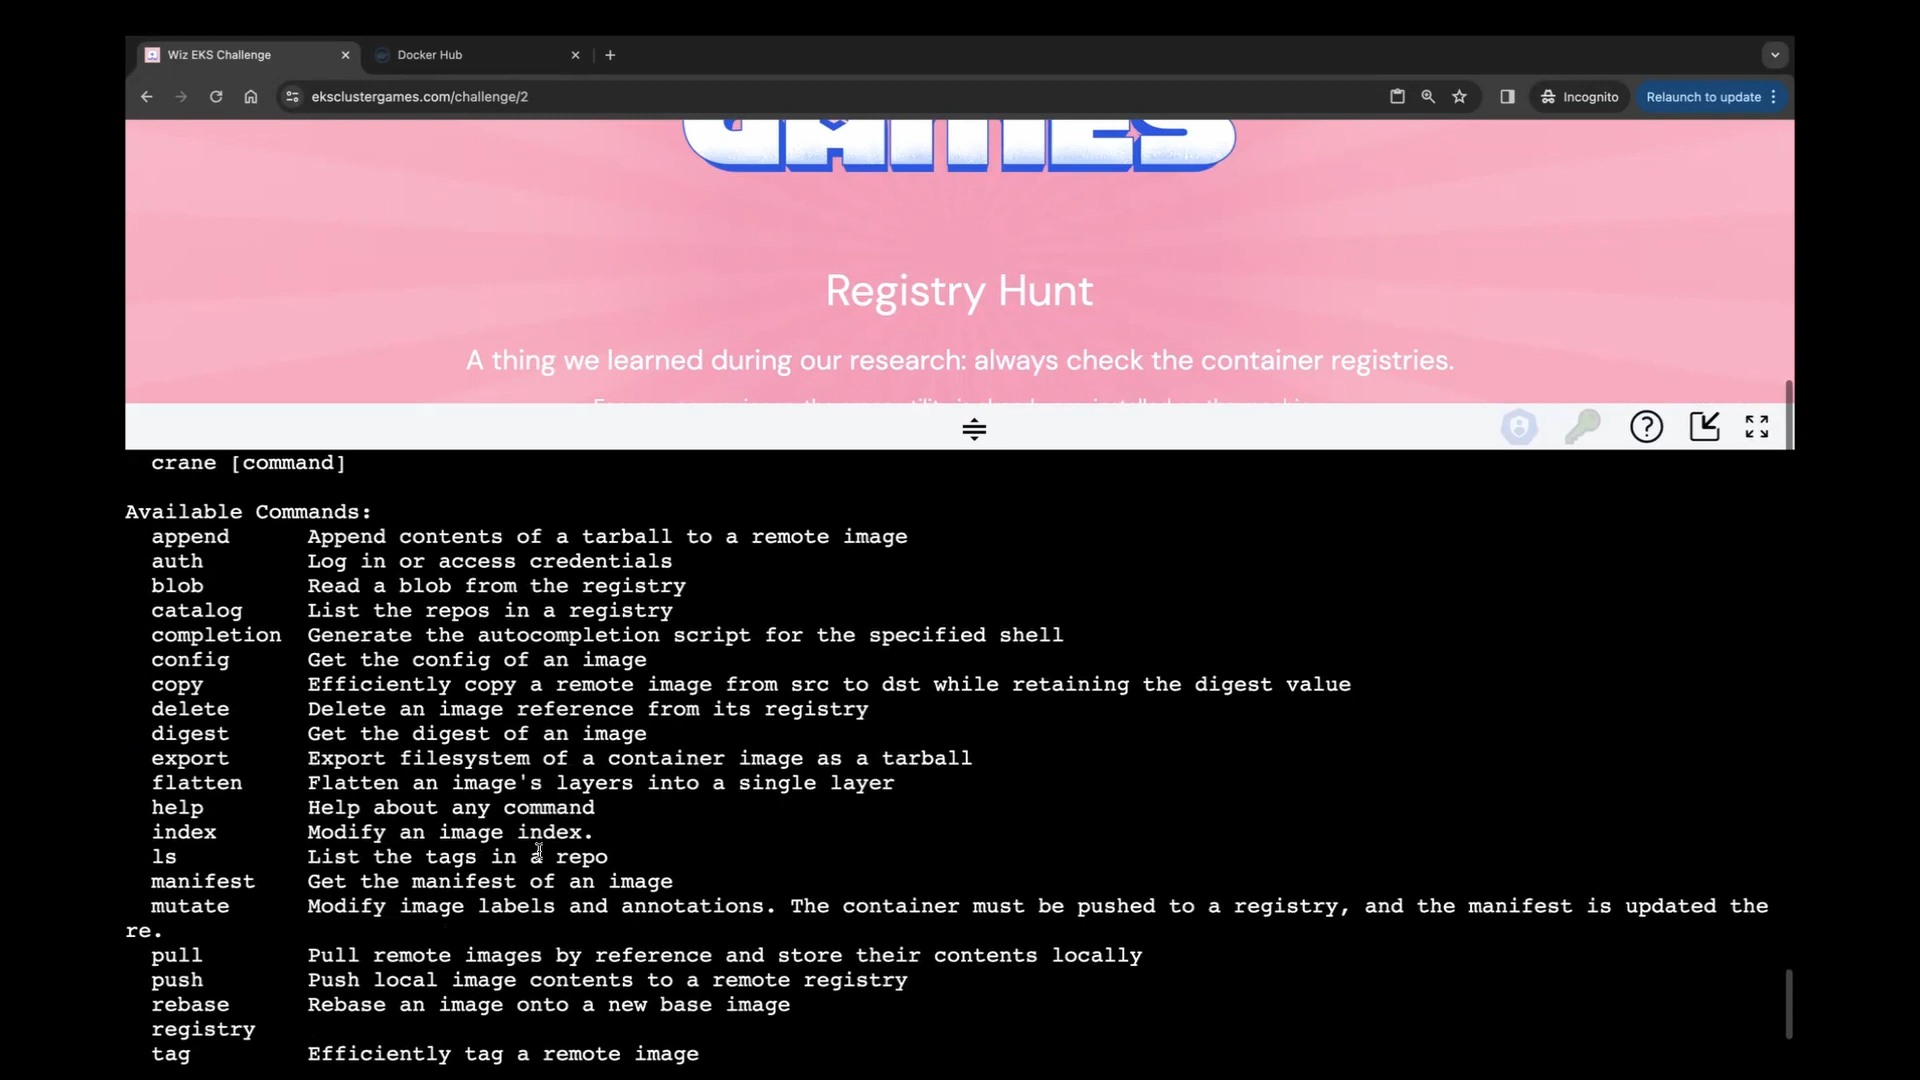 Wiz EKS Challenge
Docker Hub
eksclustergames.com/challenge/2
Incognito
Relaunch to update
GAMES
Registry Hunt
A thing we learned during our research: always check the container registries.
crane [command]
Available Commands:
append Append contents of a tarball to a remote image
auth Log in or access credentials
blob Read a blob from the registry
catalog List the repos in a registry
completion Generate the autocompletion script for the specified shell
config Get the config of an image
copy Efficiently copy a remote image from src to dst while retaining the digest value
delete Delete an image reference from its registry
digest Get the digest of an image
export Export filesystem of a container image as a tarball
flatten Flatten an image's layers into a single layer
help Help about any command
index Modify an image index.
ls List the tags in a repo
manifest Get the manifest of an image
mutate Modify image labels and annotations. The container must be pushed to a registry, and the manifest is updated the
re.
pull Pull remote images by reference and store their contents locally
push Push local image contents to a remote registry
rebase Rebase an image onto a new base image
registry
tag Efficiently tag a remote image